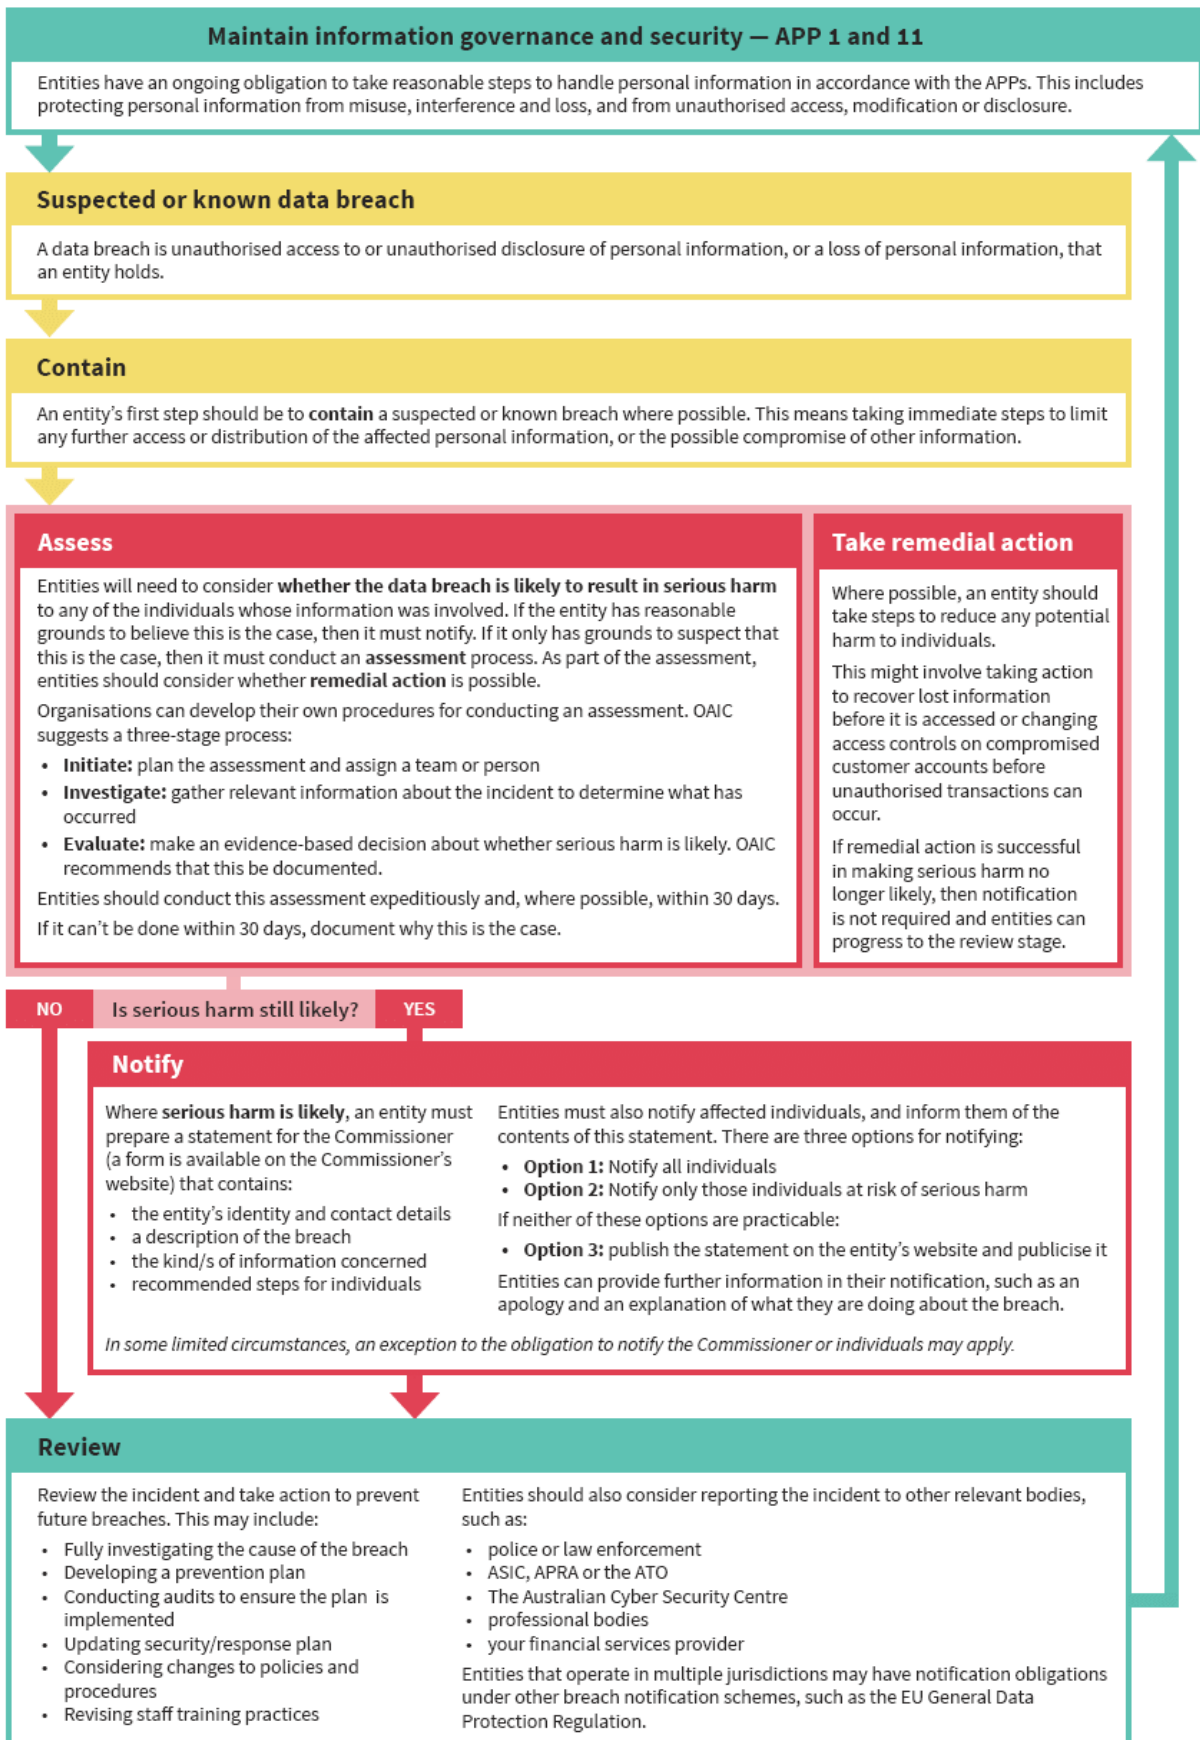 Maintain information governance and security — APP 1 and 11
Entities have an ongoing obligation to take reasonable steps to handle personal information in accordance with the APPs. This includes
protecting personal information from misuse, interference and loss, and from unauthorised access, modification or disclosure.
Suspected or known data breach
A data breach is unauthorised access to or unauthorised disclosure of personal information, or a loss of personal information, that
an entity holds.
Contain
An entity’s first step should be to contain a suspected or known breach where possible. This means taking immediate steps to limit
any further access or distribution of the affected personal information, or the possible compromise of other information.
Assess
Entities will need to consider whether the data breach is likely to result in serious harm
to any of the individuals whose information was involved. If the entity has reasonable
grounds to believe this is the case, then it must notify. If it only has grounds to suspect that
this is the case, then it must conduct an assessment process. As part of the assessment,
entities should consider whether remedial action is possible.
Organisations can develop their own procedures for conducting an assessment. OAIC
suggests a three-stage process:
• Initiate: plan the assessment and assign a team or person
• Investigate: gather relevant information about the incident to determine what has
occurred
• Evaluate: make an evidence-based decision about whether serious harm is likely. OAIC
recommends that this be documented.
Entities should conduct this assessment expeditiously and, where possible, within 30 days.
If it can’t be done within 30 days, document why this is the case.
Take remedial action
Where possible, an entity should
take steps to reduce any potential
harm to individuals.
This might involve taking action
to recover lost information
before it is accessed or changing
access controls on compromised
customer accounts before
unauthorised transactions can
occur.
If remedial action is successful
in making serious harm no
longer likely, then notification
is not required and entities can
progress to the review stage.
NO
Is serious harm still likely?
YES
Notify
Where serious harm is likely, an entity must
prepare a statement for the Commissioner
(a form is available on the Commissioner’s
website) that contains:
• the entity’s identity and contact details
• a description of the breach
• the kind/s of information concerned
• recommended steps for individuals
Entities must also notify affected individuals, and inform them of the
contents of this statement. There are three options for notifying:
• Option 1: Notify all individuals
• Option 2: Notify only those individuals at risk of serious harm
If neither of these options are practicable:
• Option 3: publish the statement on the entity’s website and publicise it
Entities can provide further information in their notification, such as an
apology and an explanation of what they are doing about the breach.
In some limited circumstances, an exception to the obligation to notify the Commissioner or individuals may apply.
Review
Review the incident and take action to prevent
future breaches. This may include:
• Fully investigating the cause of the breach
• Developing a prevention plan
• Conducting audits to ensure the plan is
implemented
• Updating security/response plan
• Considering changes to policies and
procedures
• Revising staff training practices
Entities should also consider reporting the incident to other relevant bodies,
such as:
• police or law enforcement
• ASIC, APRA or the ATO
• The Australian Cyber Security Centre
• professional bodies
• your financial services provider
Entities that operate in multiple jurisdictions may have notification obligations
under other breach notification schemes, such as the EU General Data
Protection Regulation.